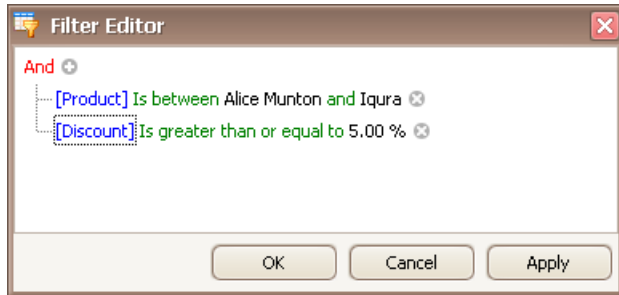 Filter Editor
And
[Product] Is between Alice Munton and Iqura
[Discount] Is greater than or equal to 5.00 %
OK Cancel Apply